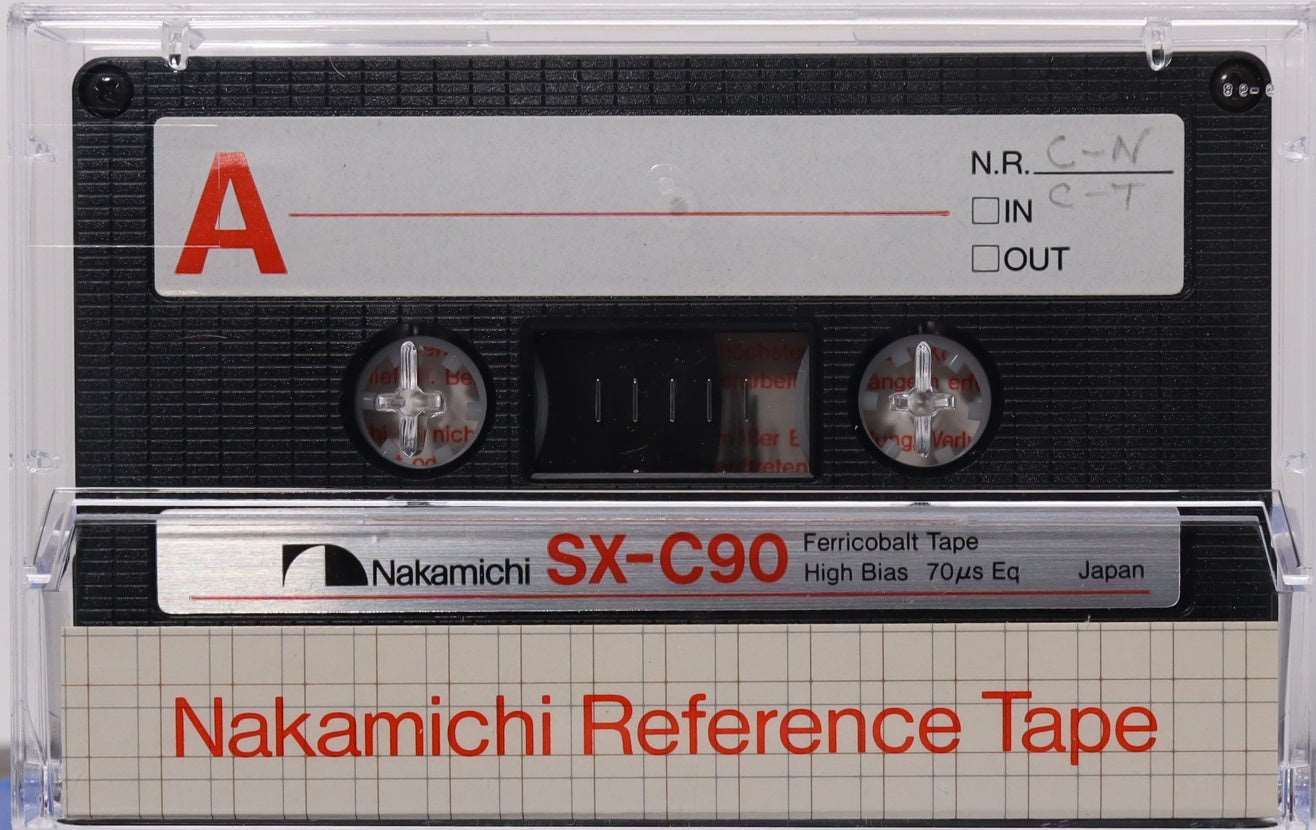 A
N.R. C-N
C-T
IN
OUT
Nakamichi SX-C90
Ferricobalt Tape
High Bias 70µs Eq Japan
Nakamichi Reference Tape